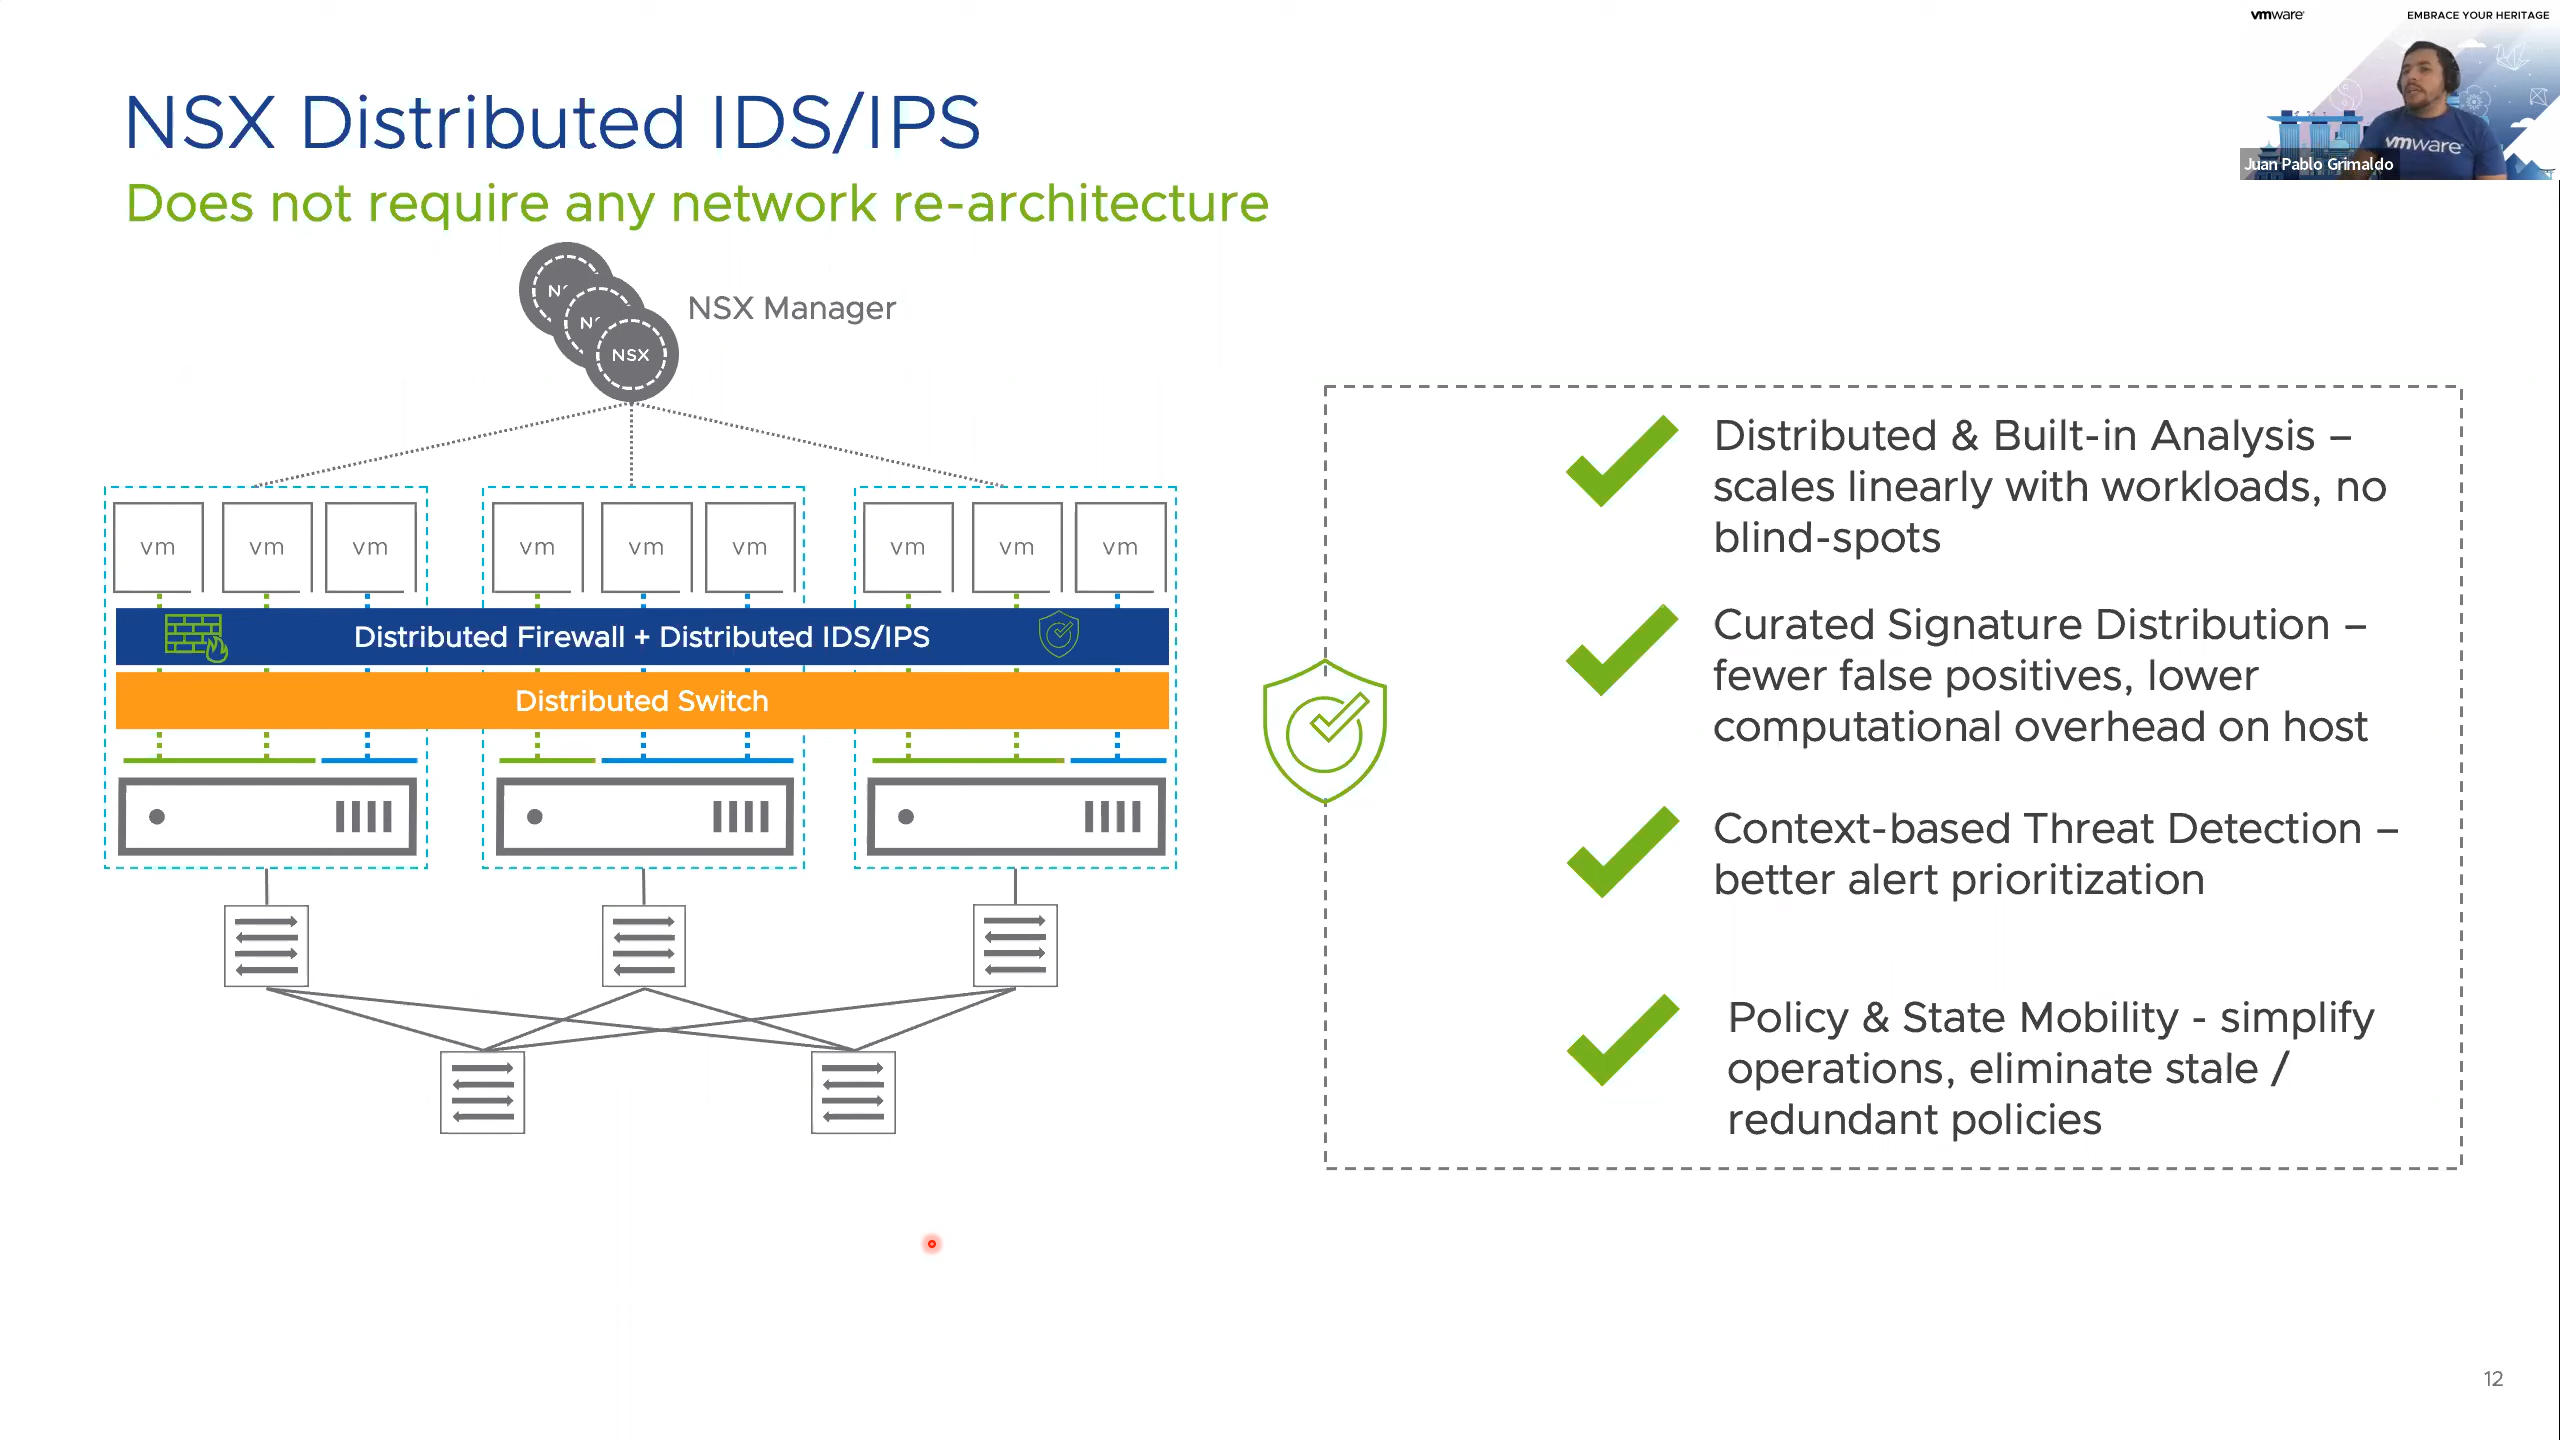 vmware
EMBRACE YOUR HERITAGE
vmware
Juan Pablo Grimaldo
NSX Distributed IDS/IPS
Does not require any network re-architecture
NSX
NSX Manager
vm vm vm vm vm vm vm vm vm
Distributed Firewall + Distributed IDS/IPS
Distributed Switch
Distributed & Built-in Analysis –
scales linearly with workloads, no
blind-spots
Curated Signature Distribution –
fewer false positives, lower
computational overhead on host
Context-based Threat Detection –
better alert prioritization
Policy & State Mobility - simplify
operations, eliminate stale /
redundant policies
12